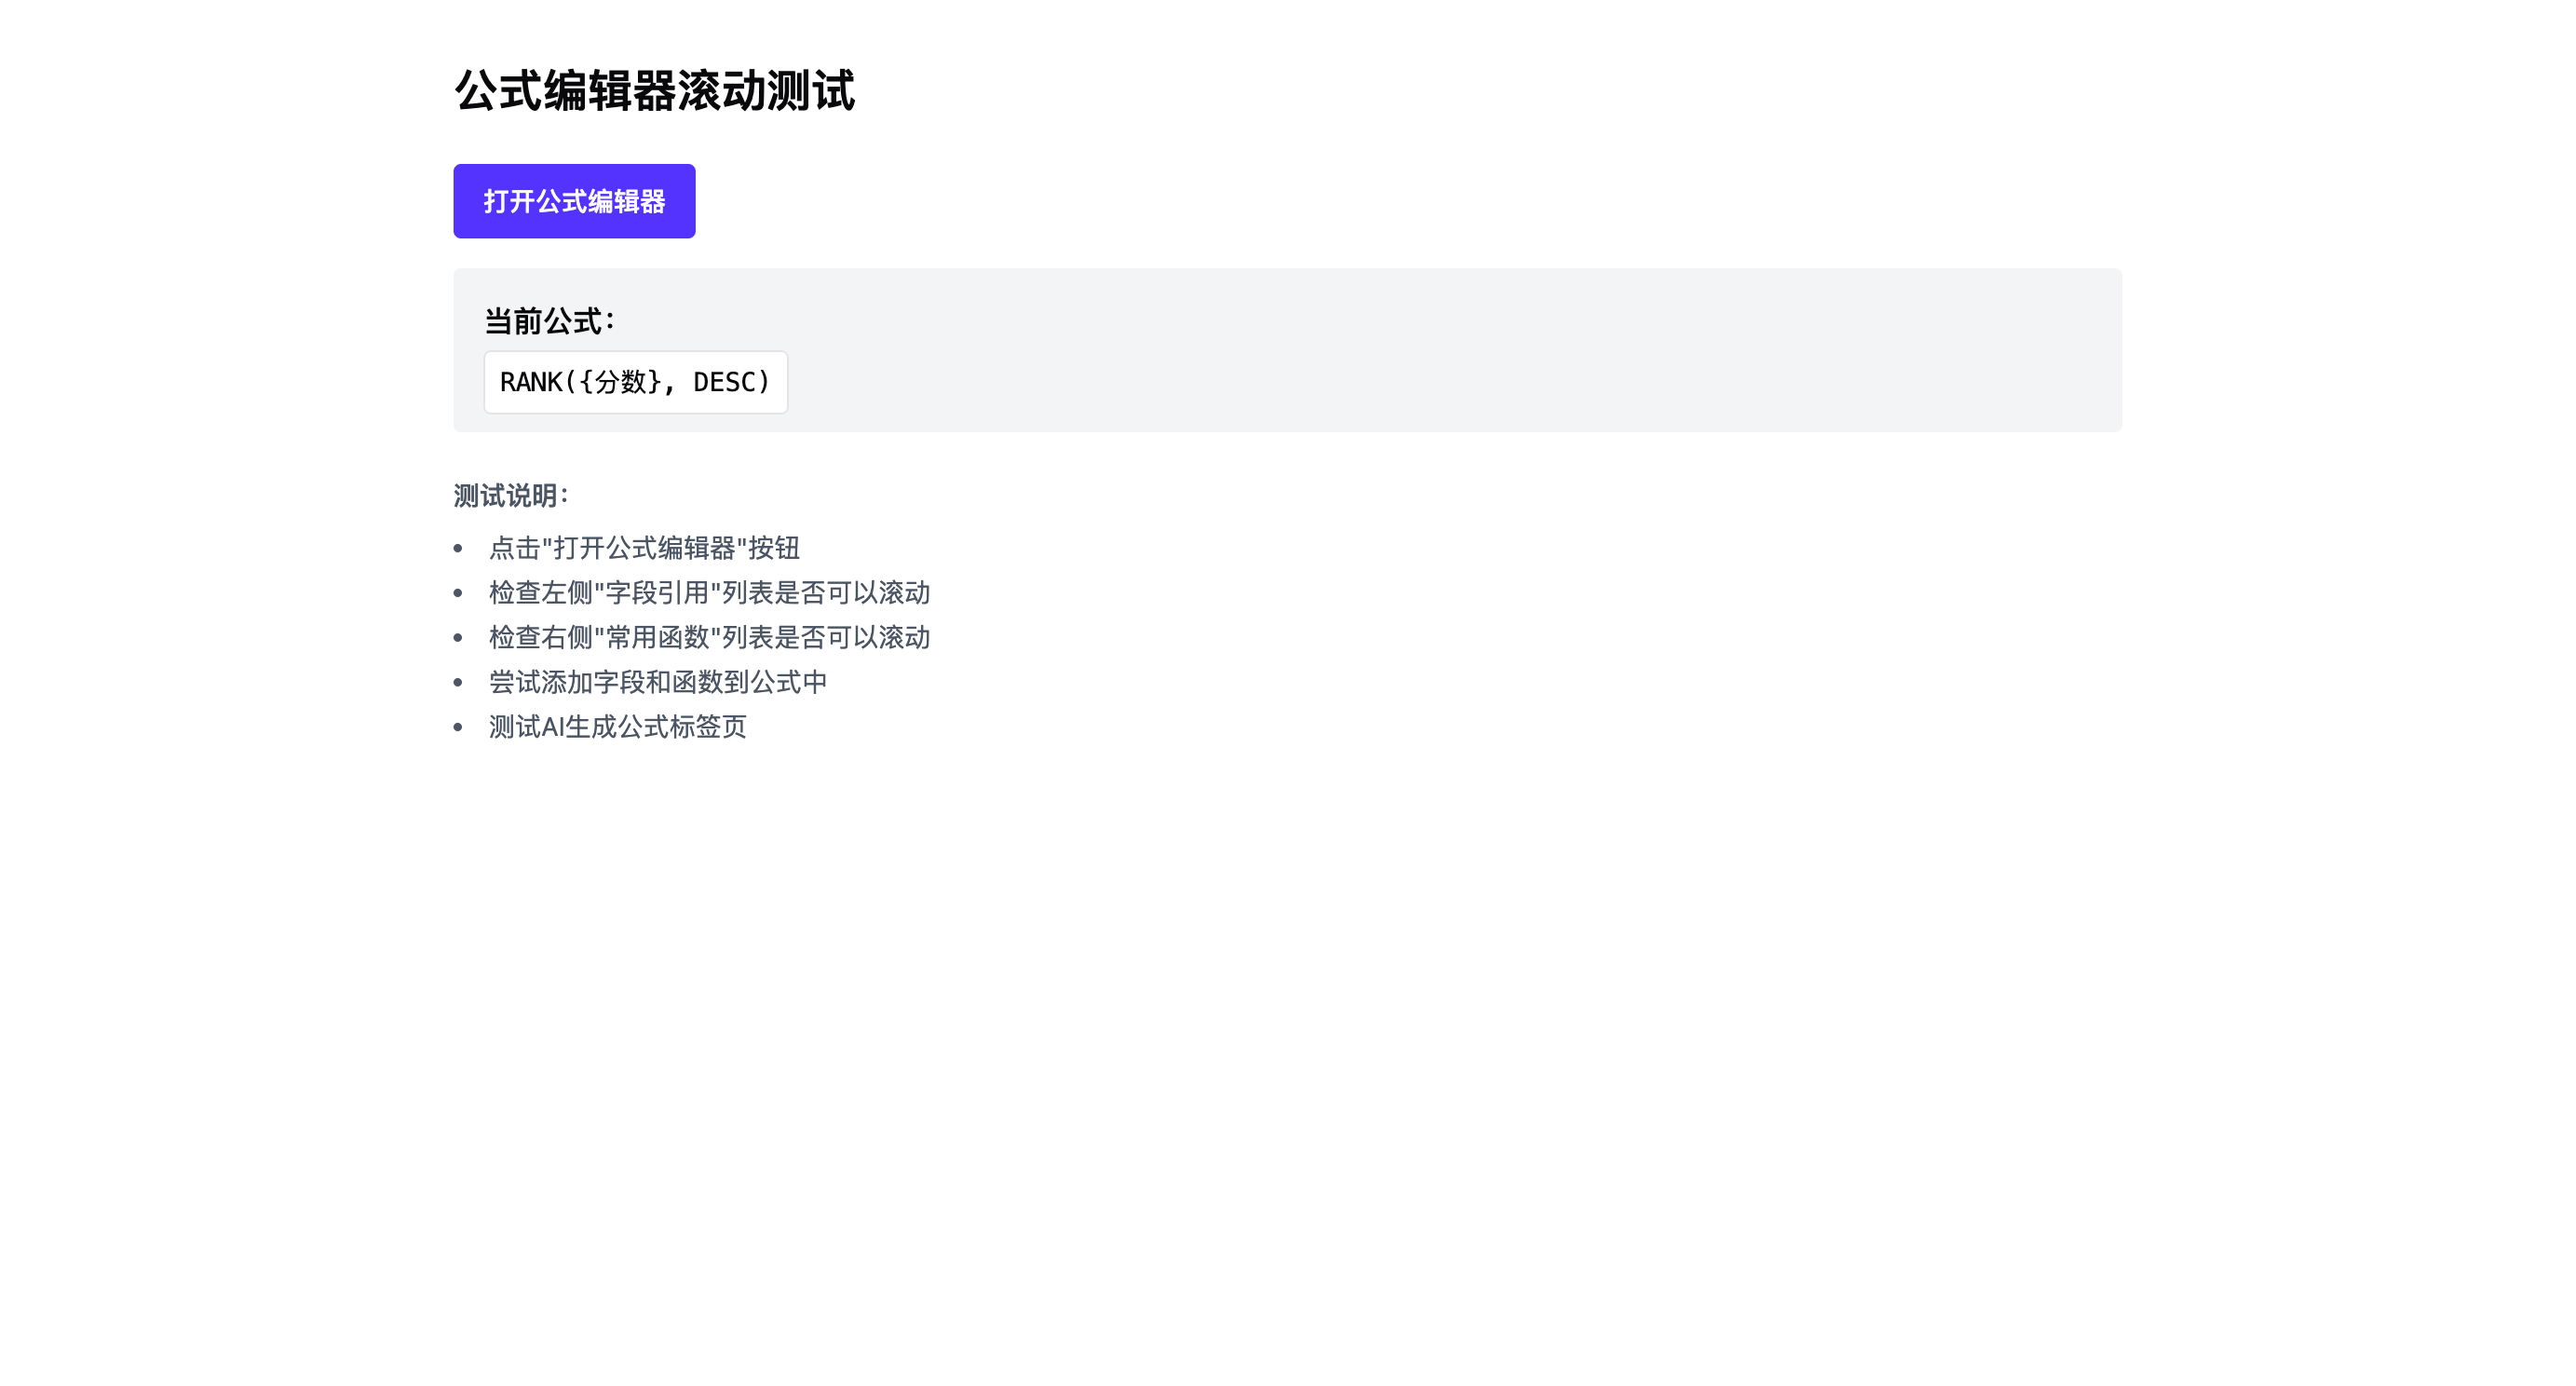 公式编辑器滚动测试
打开公式编辑器
当前公式：
RANK({分数}, DESC)
测试说明：
• 点击"打开公式编辑器"按钮
• 检查左侧"字段引用"列表是否可以滚动
• 检查右侧"常用函数"列表是否可以滚动
• 尝试添加字段和函数到公式中
• 测试AI生成公式标签页